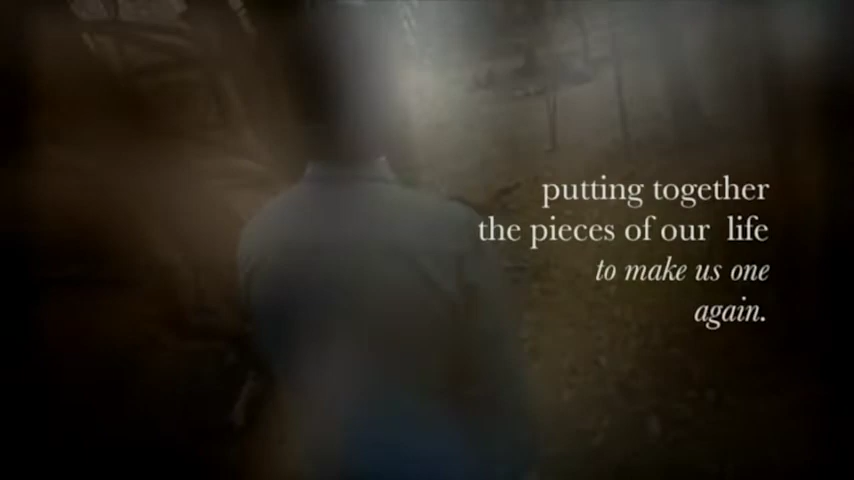 putting together
the pieces of our life
to make us one
again.